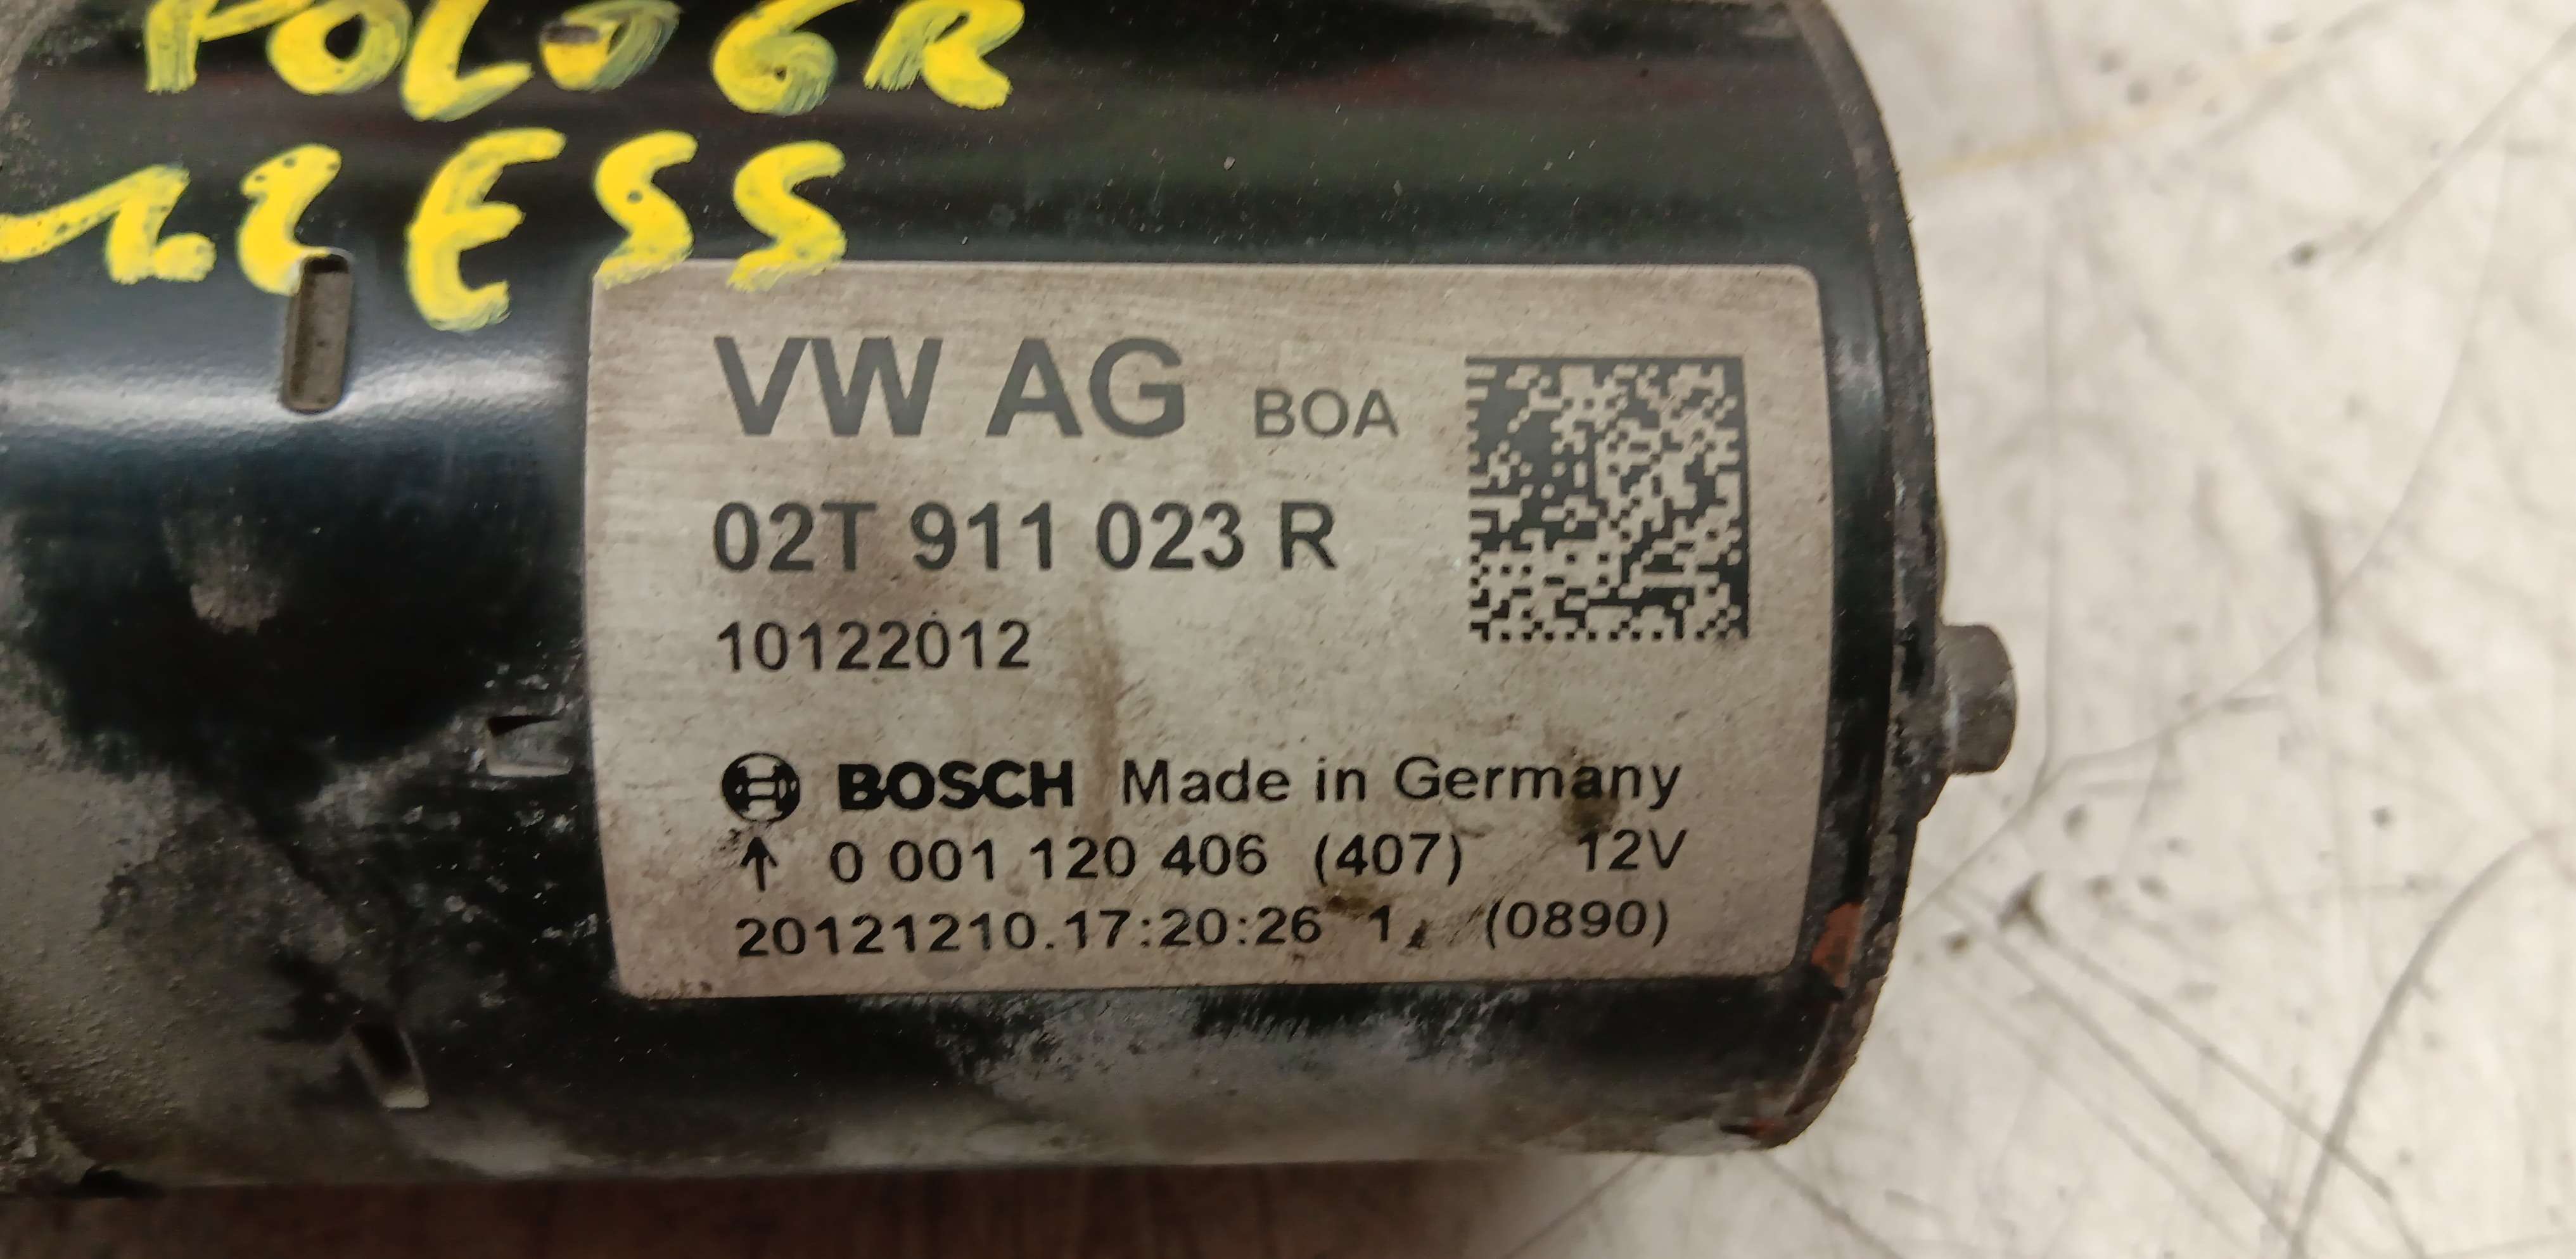 POLO 6R
1.2 ESS
VW AG BOA
02T 911 023 R
10122012
BOSCH Made in Germany
↑ 0 001 120 406 (407) 12V
20121210.17:20:26 1 (0890)